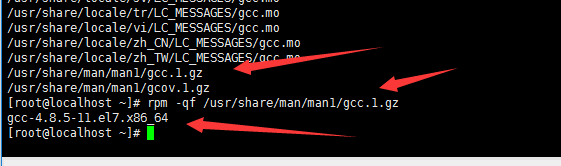 /usr/share/locale/sv/LC_MESSAGES/gcc.mo
/usr/share/locale/tr/LC_MESSAGES/gcc.mo
/usr/share/locale/vi/LC_MESSAGES/gcc.mo
/usr/share/locale/zh_CN/LC_MESSAGES/gcc.mo
/usr/share/locale/zh_TW/LC_MESSAGES/gcc.mo
/usr/share/man/man1/gcc.1.gz
/usr/share/man/man1/gcov.1.gz
[root@localhost ~]# rpm -qf /usr/share/man/man1/gcc.1.gz
gcc-4.8.5-11.el7.x86_64
[root@localhost ~]#